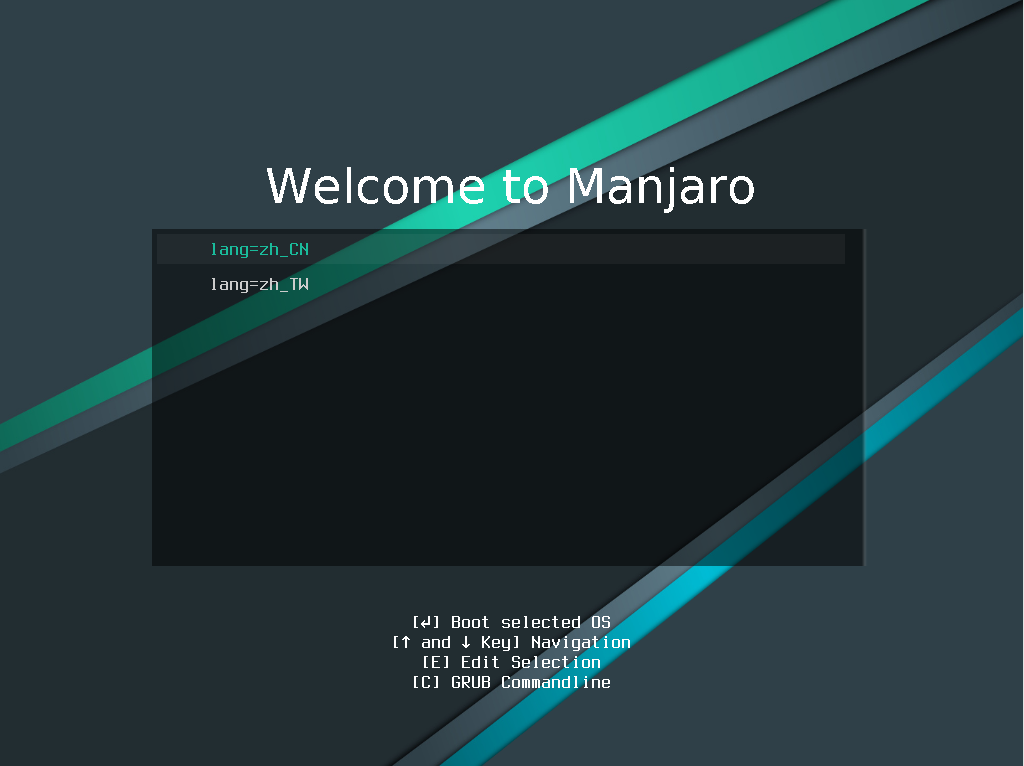 Welcome to Manjaro
lang=zh_CN
lang=zh_TW
[↲] Boot selected OS
[↑ and ↓ Key] Navigation
[E] Edit Selection
[C] GRUB Commandline